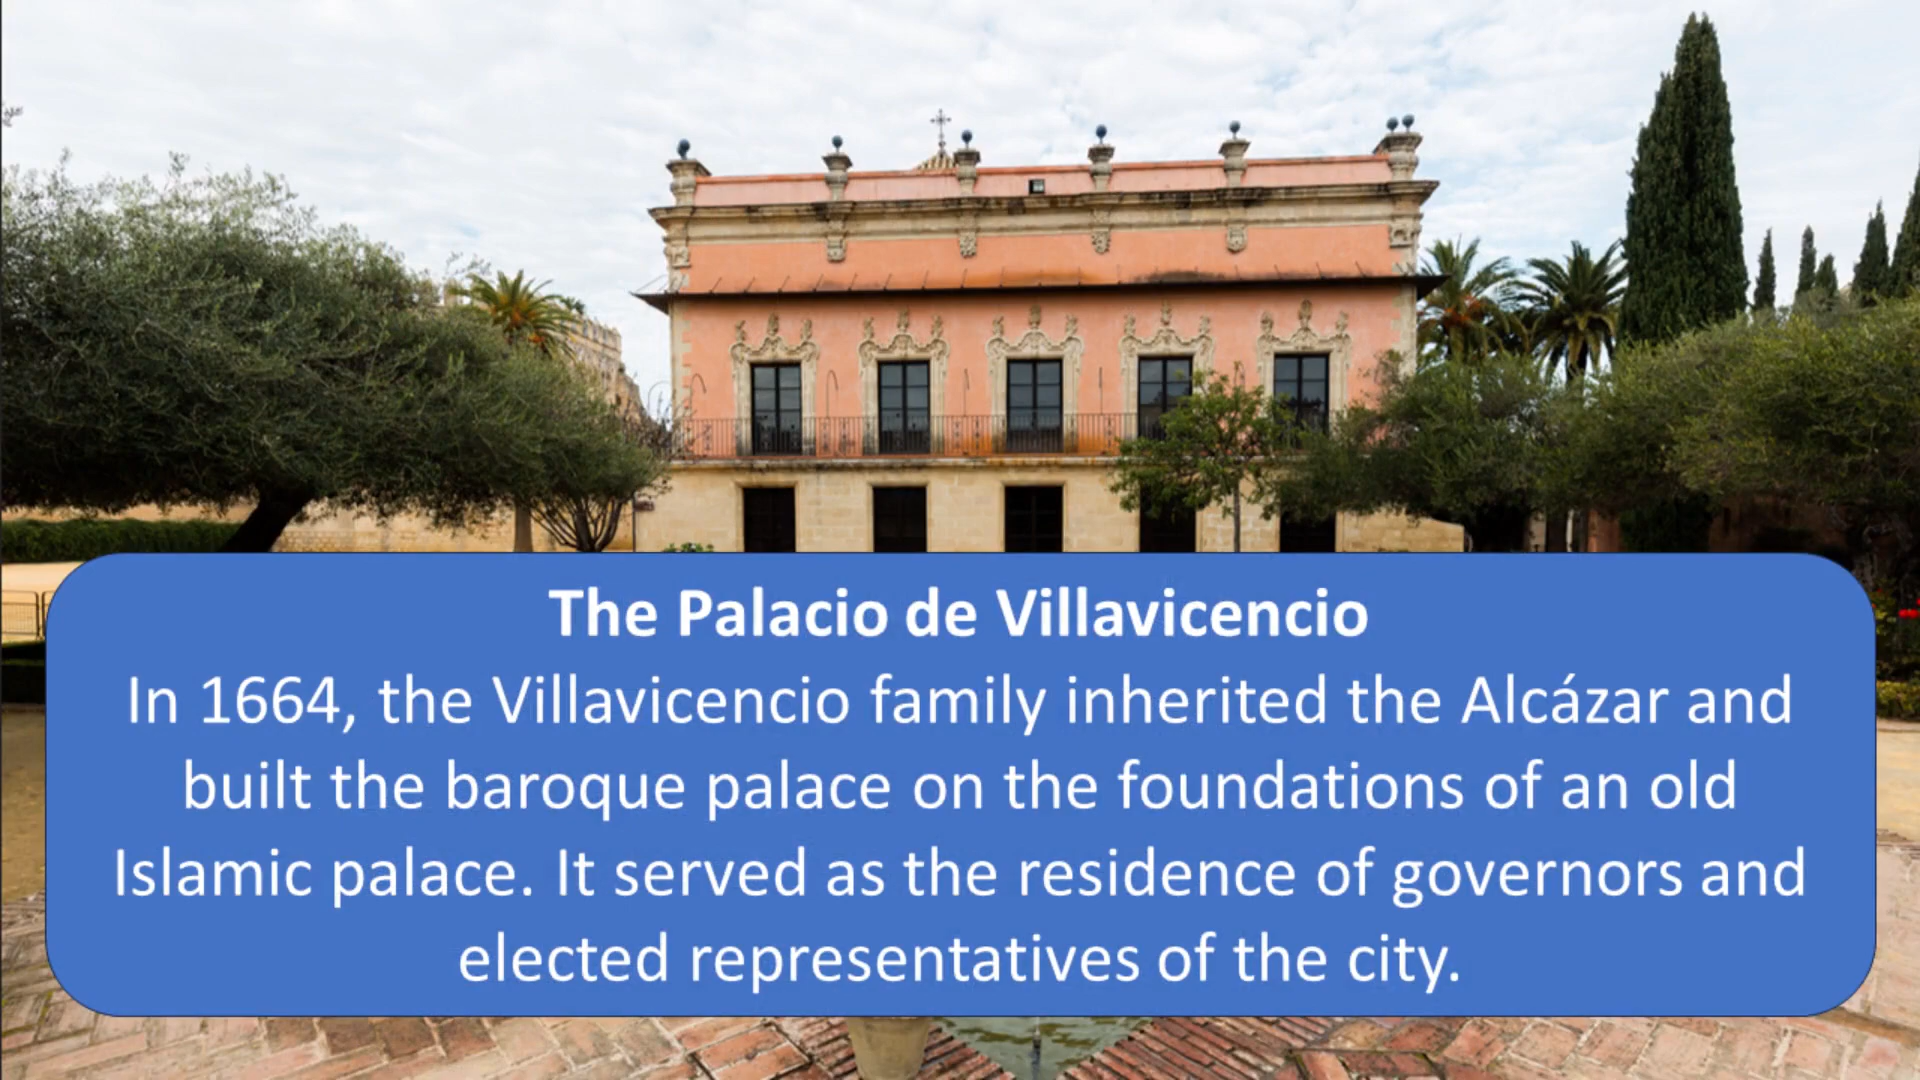 The Palacio de Villavicencio
In 1664, the Villavicencio family inherited the Alcázar and
built the baroque palace on the foundations of an old
Islamic palace. It served as the residence of governors and
elected representatives of the city.